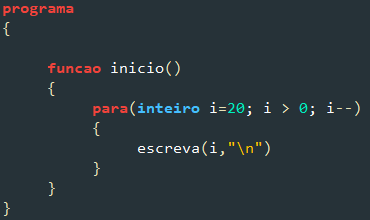 programa
{
funcao inicio()
{
para(inteiro i=20; i > 0; i--)
{
escreva(i,"\n")
}
}
}